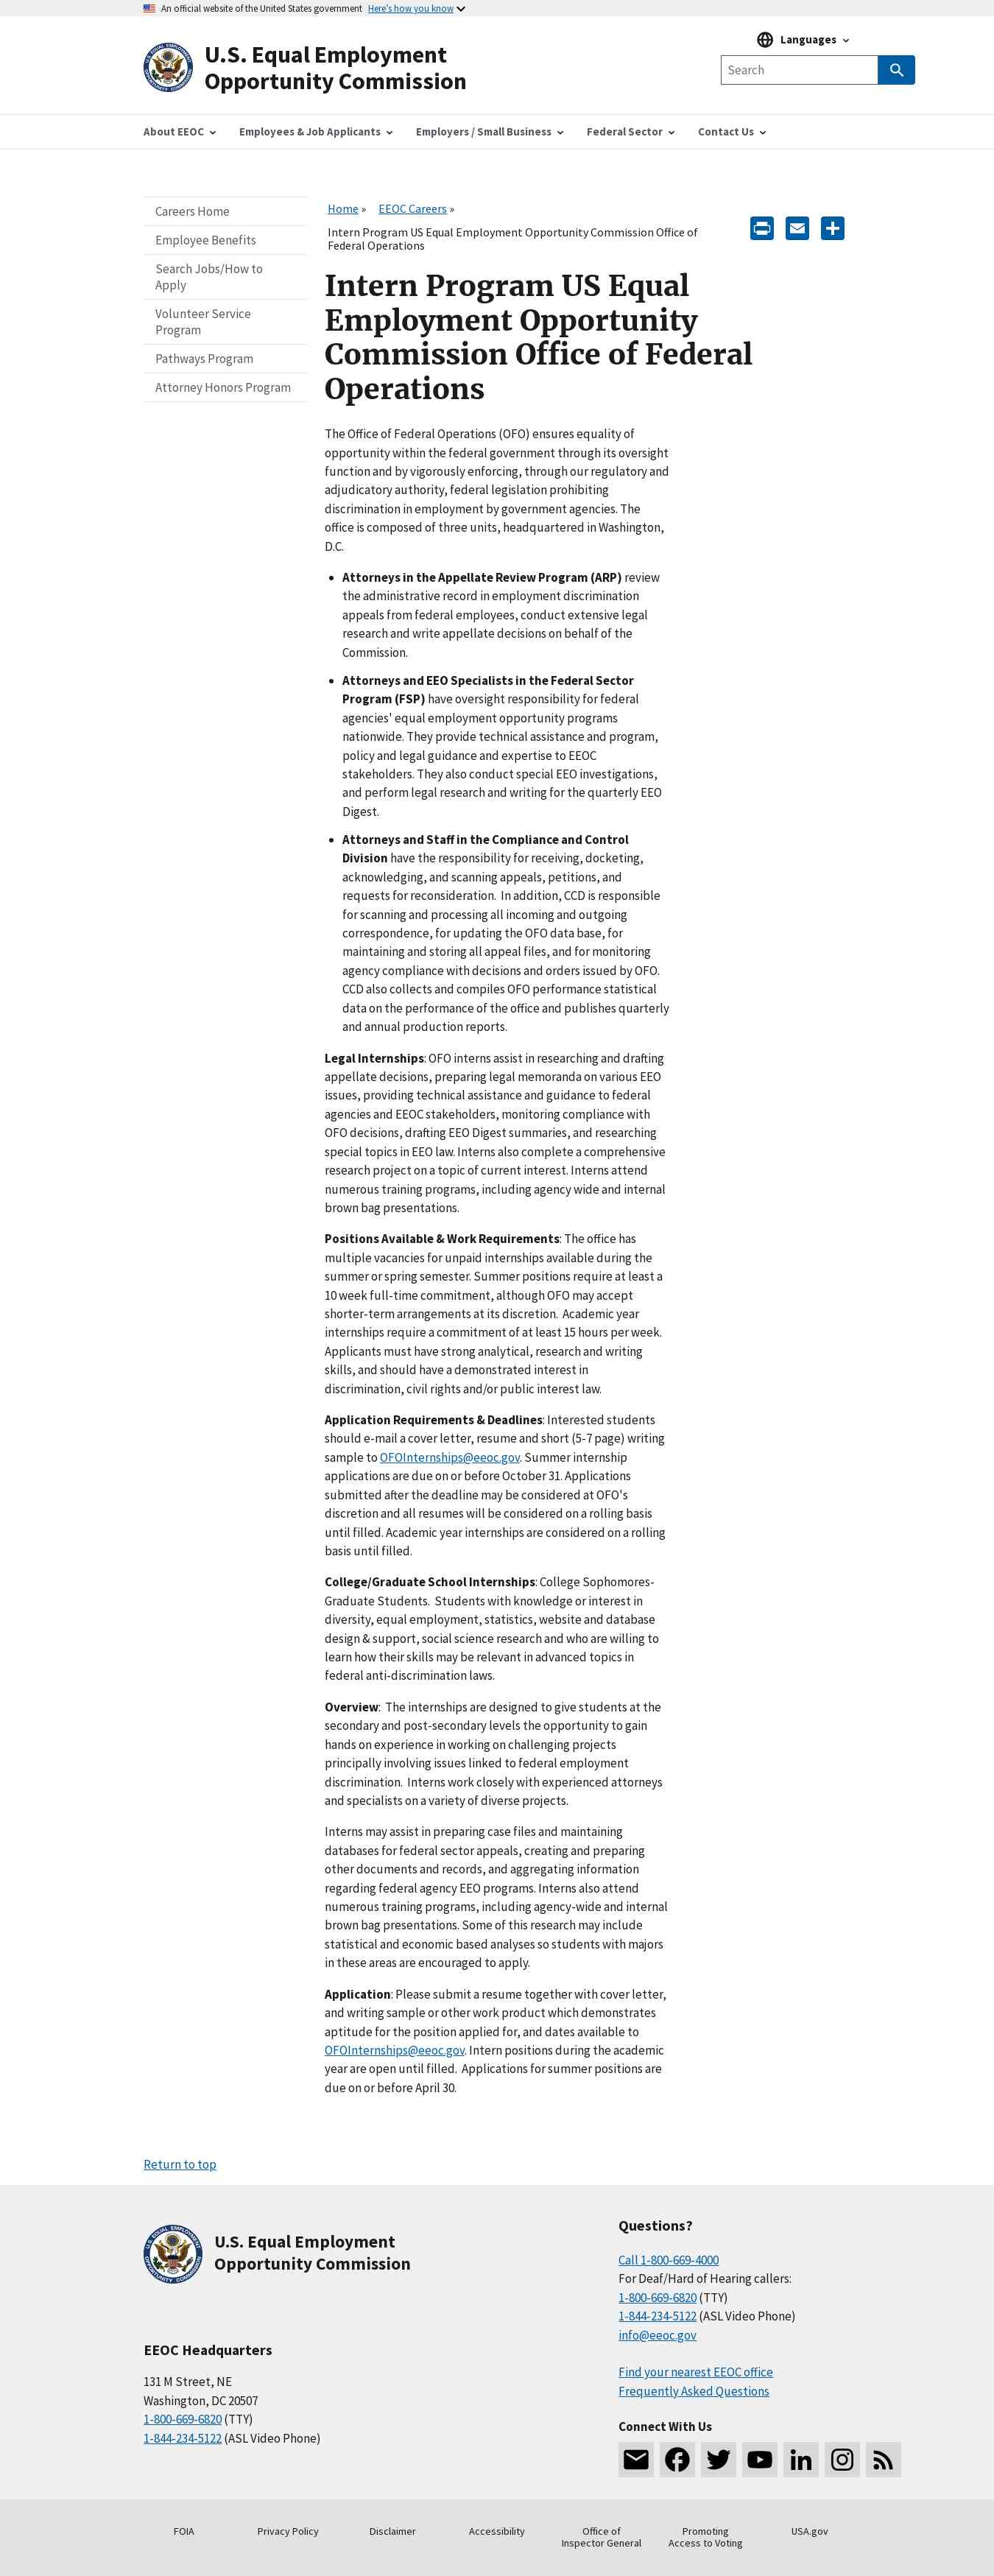 An official website of the United States government Here's how you know
U.S. Equal Employment
Opportunity Commission
Languages
Search
About EEOC
Employees & Job Applicants
Employers / Small Business
Federal Sector
Contact Us
Careers Home
Employee Benefits
Search Jobs/How to
Apply
Volunteer Service
Program
Pathways Program
Attorney Honors Program
Home » EEOC Careers »
Intern Program US Equal Employment Opportunity Commission Office of
Federal Operations
Intern Program US Equal
Employment Opportunity
Commission Office of Federal
Operations
The Office of Federal Operations (OFO) ensures equality of
opportunity within the federal government through its oversight
function and by vigorously enforcing, through our regulatory and
adjudicatory authority, federal legislation prohibiting
discrimination in employment by government agencies. The
office is composed of three units, headquartered in Washington,
D.C.
• Attorneys in the Appellate Review Program (ARP) review
the administrative record in employment discrimination
appeals from federal employees, conduct extensive legal
research and write appellate decisions on behalf of the
Commission.
• Attorneys and EEO Specialists in the Federal Sector
Program (FSP) have oversight responsibility for federal
agencies' equal employment opportunity programs
nationwide. They provide technical assistance and program,
policy and legal guidance and expertise to EEOC
stakeholders. They also conduct special EEO investigations,
and perform legal research and writing for the quarterly EEO
Digest.
• Attorneys and Staff in the Compliance and Control
Division have the responsibility for receiving, docketing,
acknowledging, and scanning appeals, petitions, and
requests for reconsideration. In addition, CCD is responsible
for scanning and processing all incoming and outgoing
correspondence, for updating the OFO data base, for
maintaining and storing all appeal files, and for monitoring
agency compliance with decisions and orders issued by OFO.
CCD also collects and compiles OFO performance statistical
data on the performance of the office and publishes quarterly
and annual production reports.
Legal Internships: OFO interns assist in researching and drafting
appellate decisions, preparing legal memoranda on various EEO
issues, providing technical assistance and guidance to federal
agencies and EEOC stakeholders, monitoring compliance with
OFO decisions, drafting EEO Digest summaries, and researching
special topics in EEO law. Interns also complete a comprehensive
research project on a topic of current interest. Interns attend
numerous training programs, including agency wide and internal
brown bag presentations.
Positions Available & Work Requirements: The office has
multiple vacancies for unpaid internships available during the
summer or spring semester. Summer positions require at least a
10 week full-time commitment, although OFO may accept
shorter-term arrangements at its discretion. Academic year
internships require a commitment of at least 15 hours per week.
Applicants must have strong analytical, research and writing
skills, and should have a demonstrated interest in
discrimination, civil rights and/or public interest law.
Application Requirements & Deadlines: Interested students
should e-mail a cover letter, resume and short (5-7 page) writing
sample to OFOInternships@eeoc.gov. Summer internship
applications are due on or before October 31. Applications
submitted after the deadline may be considered at OFO's
discretion and all resumes will be considered on a rolling basis
until filled. Academic year internships are considered on a rolling
basis until filled.
College/Graduate School Internships: College Sophomores-
Graduate Students. Students with knowledge or interest in
diversity, equal employment, statistics, website and database
design & support, social science research and who are willing to
learn how their skills may be relevant in advanced topics in
federal anti-discrimination laws.
Overview: The internships are designed to give students at the
secondary and post-secondary levels the opportunity to gain
hands on experience in working on challenging projects
principally involving issues linked to federal employment
discrimination. Interns work closely with experienced attorneys
and specialists on a variety of diverse projects.
Interns may assist in preparing case files and maintaining
databases for federal sector appeals, creating and preparing
other documents and records, and aggregating information
regarding federal agency EEO programs. Interns also attend
numerous training programs, including agency-wide and internal
brown bag presentations. Some of this research may include
statistical and economic based analyses so students with majors
in these areas are encouraged to apply.
Application: Please submit a resume together with cover letter,
and writing sample or other work product which demonstrates
aptitude for the position applied for, and dates available to
OFOInternships@eeoc.gov. Intern positions during the academic
year are open until filled. Applications for summer positions are
due on or before April 30.
Return to top
U.S. Equal Employment
Opportunity Commission
EEOC Headquarters
131 M Street, NE
Washington, DC 20507
1-800-669-6820 (TTY)
1-844-234-5122 (ASL Video Phone)
Questions?
Call 1-800-669-4000
For Deaf/Hard of Hearing callers:
1-800-669-6820 (TTY)
1-844-234-5122 (ASL Video Phone)
info@eeoc.gov
Find your nearest EEOC office
Frequently Asked Questions
Connect With Us
FOIA
Privacy Policy
Disclaimer
Accessibility
Office of
Inspector General
Promoting
Access to Voting
USA.gov